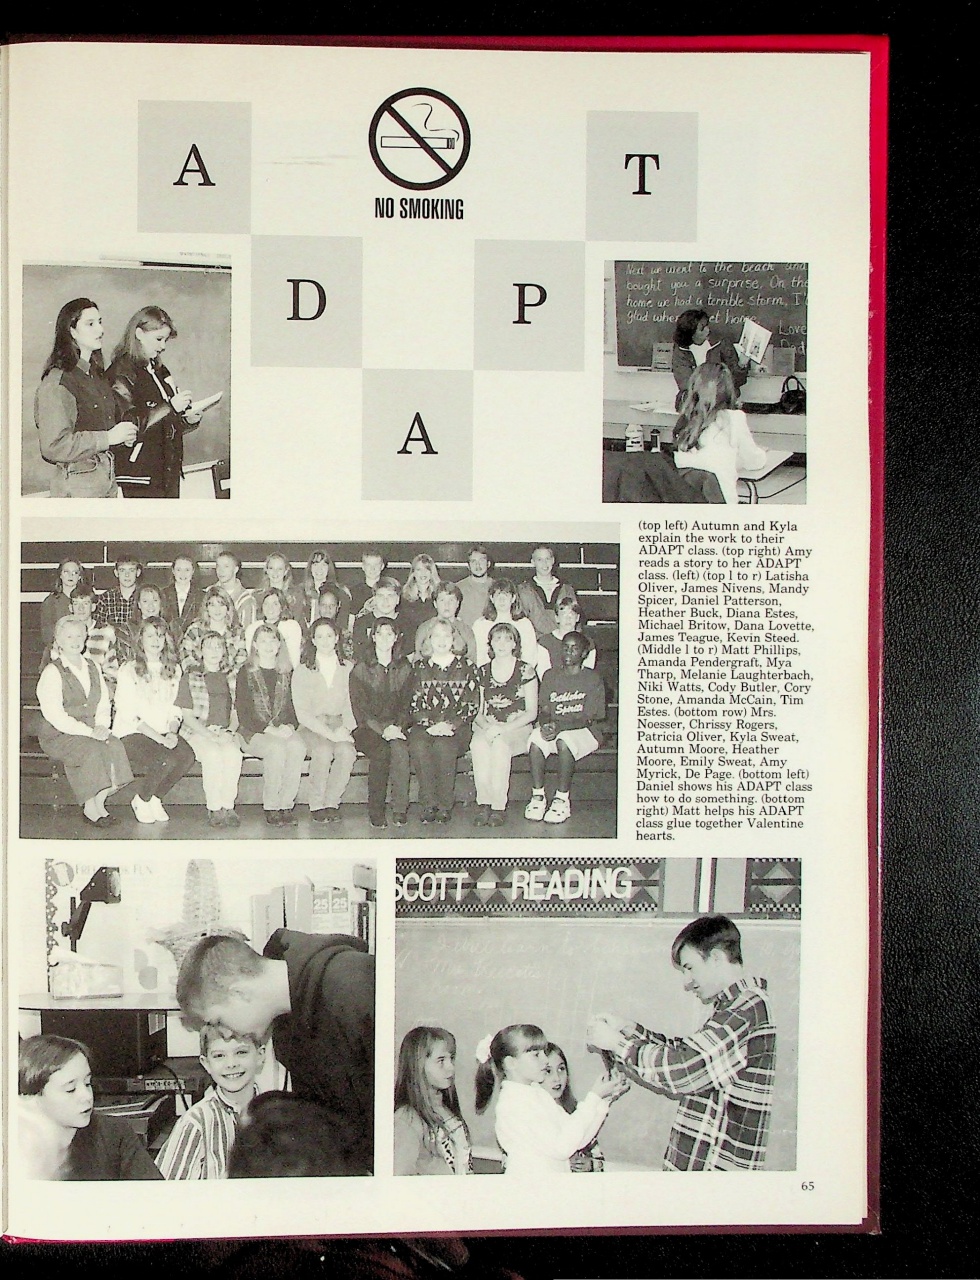 A
NO SMOKING
T
D
P
A
Next we went to the beach and
bought you a surprise. On the
home we had a terrible storm, I'
glad when et home.
Love
Dad
(top left) Autumn and Kyla
explain the work to their
ADAPT class. (top right) Amy
reads a story to her ADAPT
class. (left) (top l to r) Latisha
Oliver, James Nivens, Mandy
Spicer, Daniel Patterson,
Heather Buck, Diana Estes,
Michael Britow, Dana Lovette,
James Teague, Kevin Steed.
(Middle l to r) Matt Phillips,
Amanda Pendergraft, Mya
Tharp, Melanie Laughterbach,
Niki Watts, Cody Butler, Cory
Stone, Amanda McCain, Tim
Estes. (bottom row) Mrs.
Noesser, Chrissy Rogers,
Patricia Oliver, Kyla Sweat,
Autumn Moore, Heather
Moore, Emily Sweat, Amy
Myrick, De Page. (bottom left)
Daniel shows his ADAPT class
how to do something. (bottom
right) Matt helps his ADAPT
class glue together Valentine
hearts.
25 25
SCOTT - READING
65